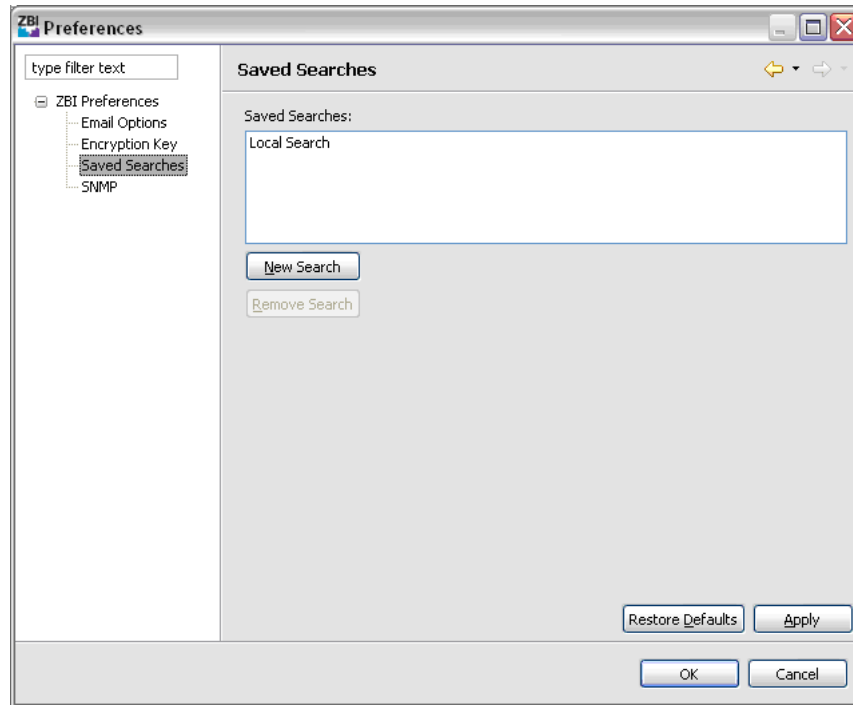 ZBI Preferences
type filter text
ZBI Preferences
Email Options
Encryption Key
Saved Searches
SNMP
Saved Searches
Saved Searches:
Local Search
New Search
Remove Search
Restore Defaults Apply
OK Cancel